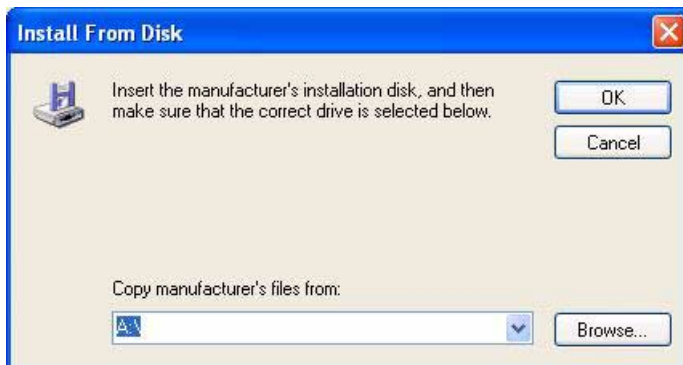 Install From Disk
Insert the manufacturer's installation disk, and then
make sure that the correct drive is selected below.
OK
Cancel
Copy manufacturer's files from:
A:\
Browse...